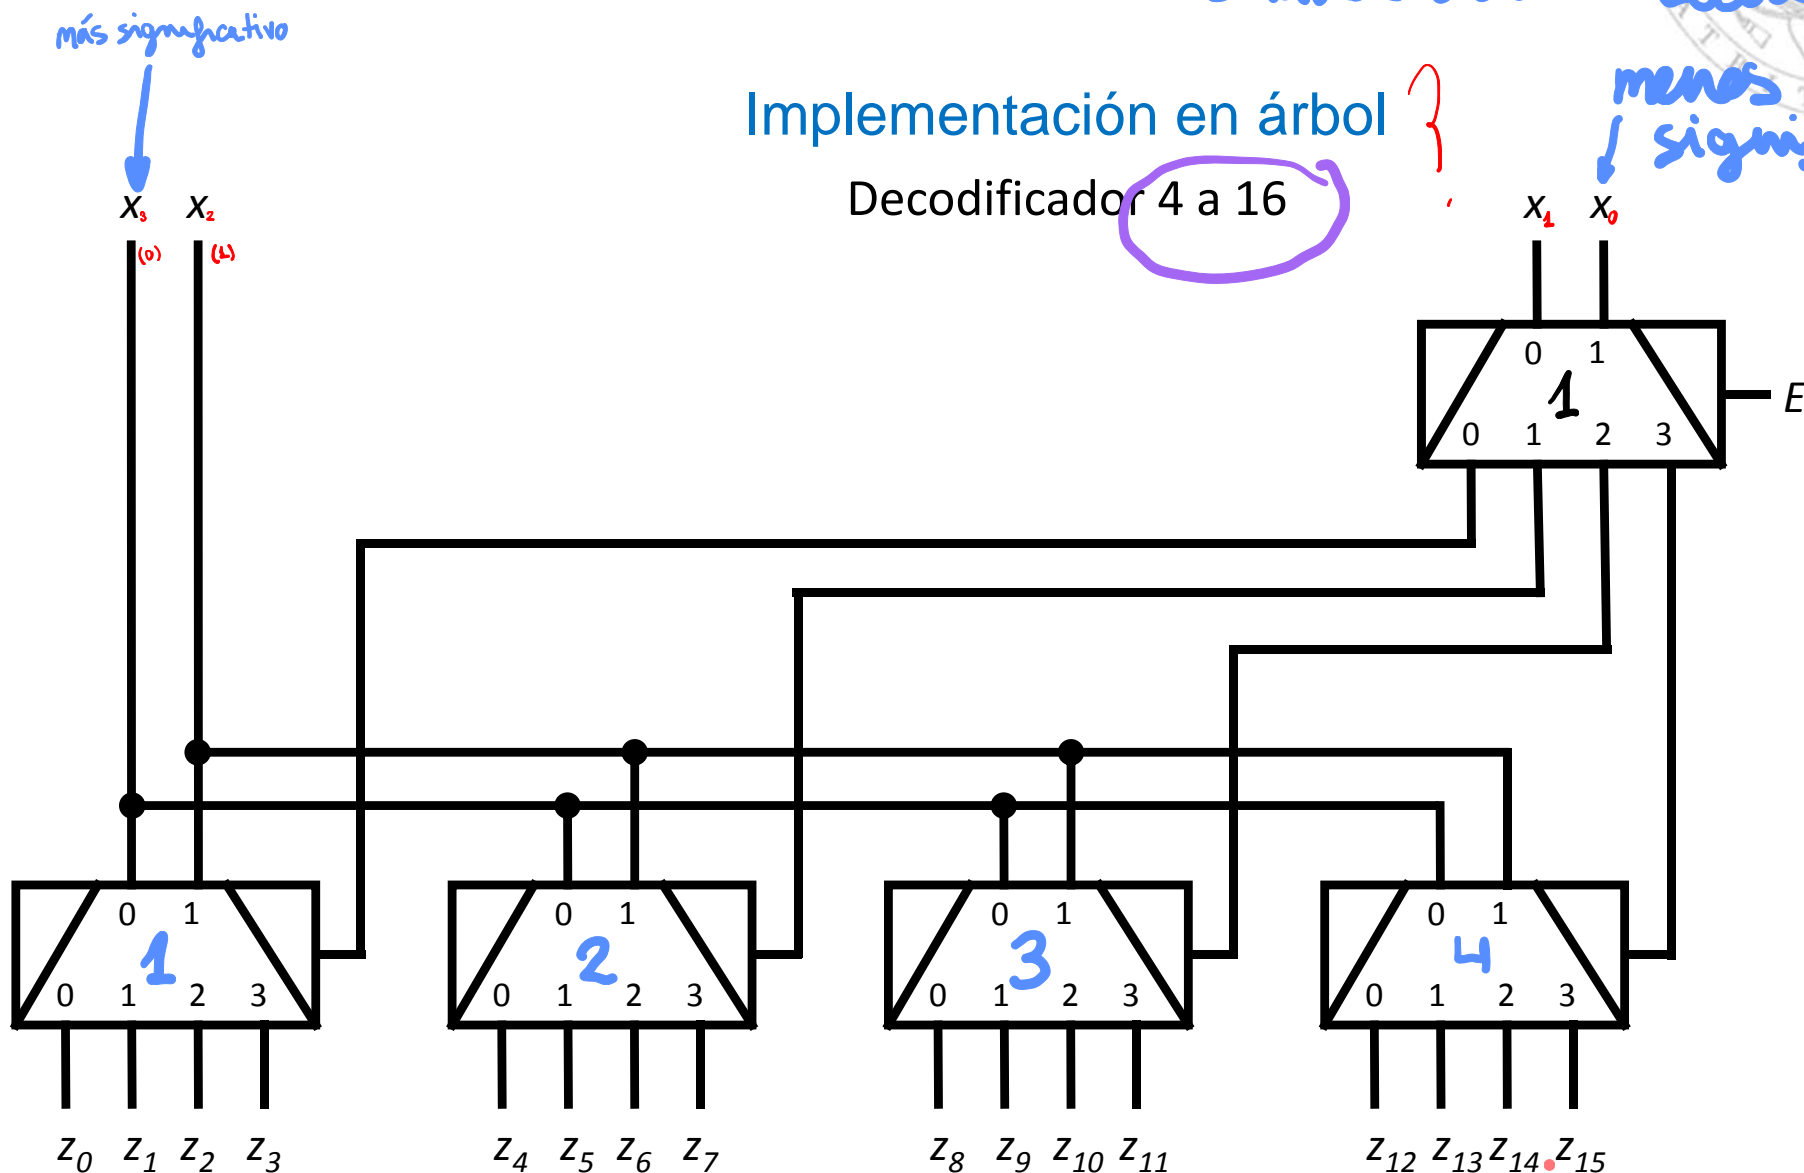 más significativo
menos
Implementación en árbol
Decodificador 4 a 16
x3 x2 x1 x0
(0) (1)
0 1
1
E
0 1 2 3
0 1 0 1 0 1 0 1
1 2 3 4
0 1 2 3 0 1 2 3 0 1 2 3 0 1 2 3
z0 z1 z2 z3 z4 z5 z6 z7 z8 z9 z10 z11 z12 z13 z14 z15